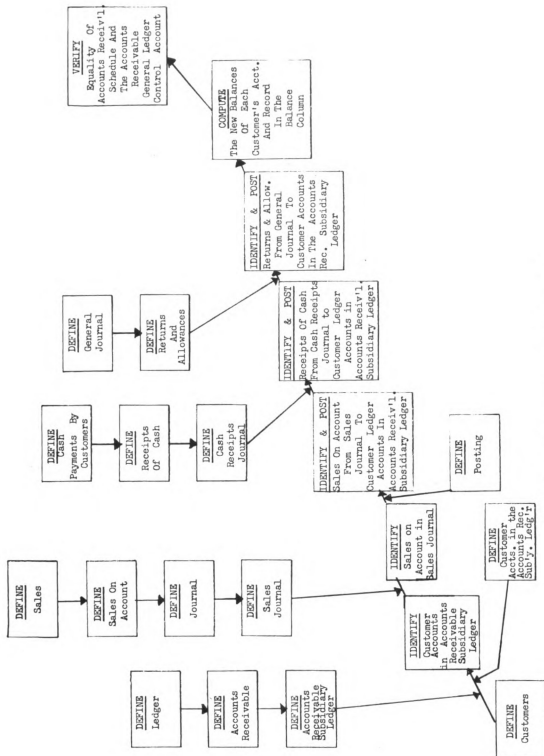 VERIFY
Equality Of
Accounts Receiv'l.
Schedule And
The Accounts
Receivable
General Ledger
Control Account
COMPUTE
The New Balances
Of Each
Customer's Acct.
And Record
In The
Balance
Column
IDENTIFY & POST
Returns & Allow.
From General
Journal To
Customer Accounts
In The Accounts
Rec. Subsidiary
Ledger
DEFINE
General
Journal
DEFINE
Returns
And
Allowances
IDENTIFY & POST
Receipts Of Cash
From Cash Receipts
Journal to
Customer Ledger
Accounts in
Accounts Receiv'l.
Subsidiary Ledger
DEFINE
Cash
Payments By
Customers
DEFINE
Receipts
Of Cash
DEFINE
Cash
Receipts
Journal
IDENTIFY & POST
Sales On Account
From Sales
Journal To
Customer Ledger
Accounts In
Accounts Receiv'l.
Subsidiary Ledger
DEFINE
Posting
DEFINE
Sales
DEFINE
Sales On
Account
DEFINE
Journal
DEFINE
Sales
Journal
IDENTIFY
Sales on
Account in
Sales Journal
DEFINE
Customer
Accts. in the
Accounts Rec.
Sub'y. Ledg'r
DEFINE
Ledger
DEFINE
Accounts
Receivable
DEFINE
Accounts
Receivable
Subsidiary
Ledger
IDENTIFY
Customer
Accounts
in Accounts
Receivable
Subsidiary
Ledger
DEFINE
Customers